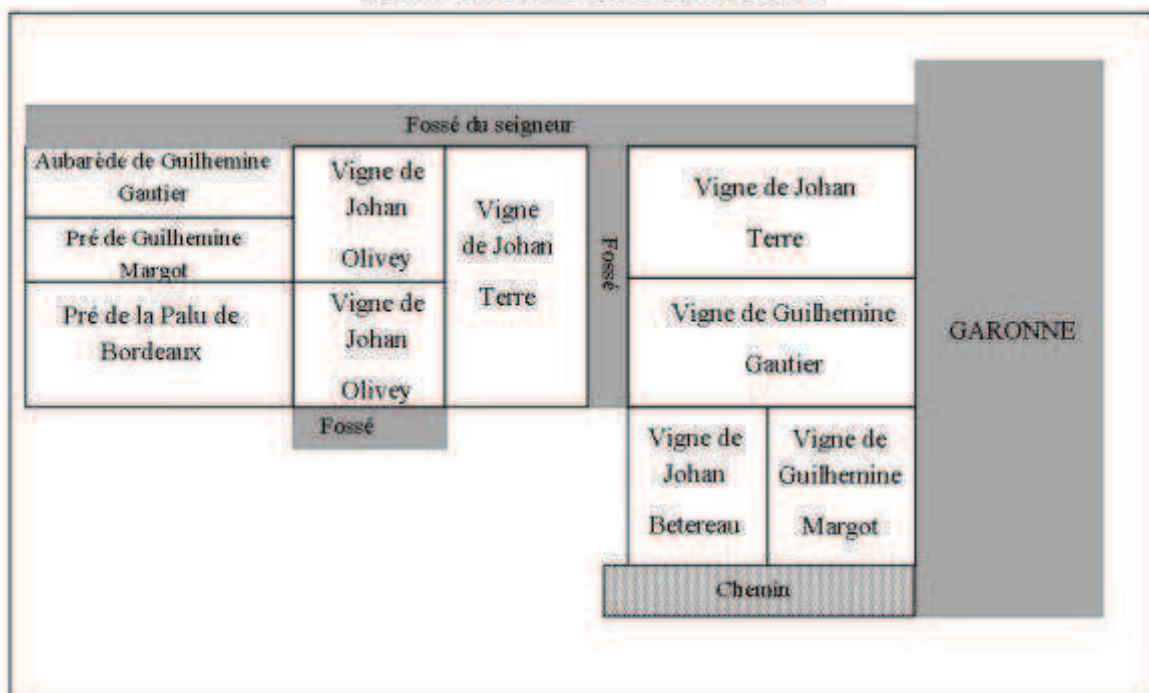 Fossé du seigneur
Aubarède de Guilhemine
Gautier
Pré de Guilhemine
Margot
Pré de la Palu de
Bordeaux
Vigne de
Johan
Olivey
Vigne de
Johan
Olivey
Fossé
Vigne
de Johan
Terre
Fossé
Vigne de Johan
Terre
Vigne de Guilhemine
Gautier
Vigne de
Johan
Betereau
Vigne de
Guilhemine
Margot
Chemin
GARONNE